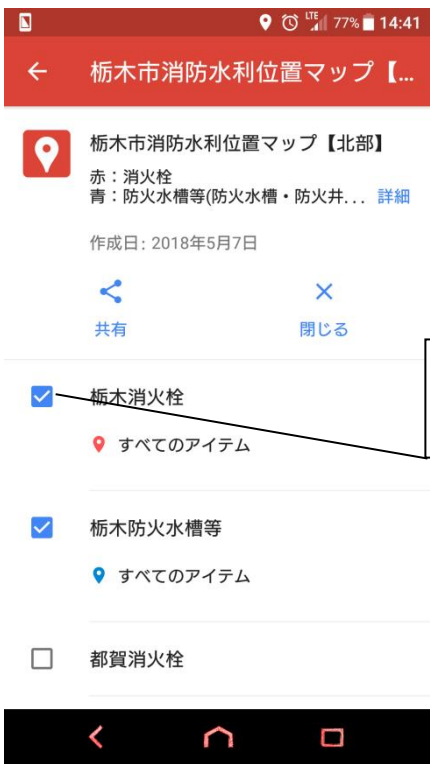 LTE 77% 14:41
栃木市消防水利位置マップ【...
栃木市消防水利位置マップ【北部】
赤：消火栓
青：防火水槽等(防火水槽・防火井... 詳細
作成日: 2018年5月7日
共有 閉じる
栃木消火栓
すべてのアイテム
栃木防火水槽等
すべてのアイテム
都賀消火栓